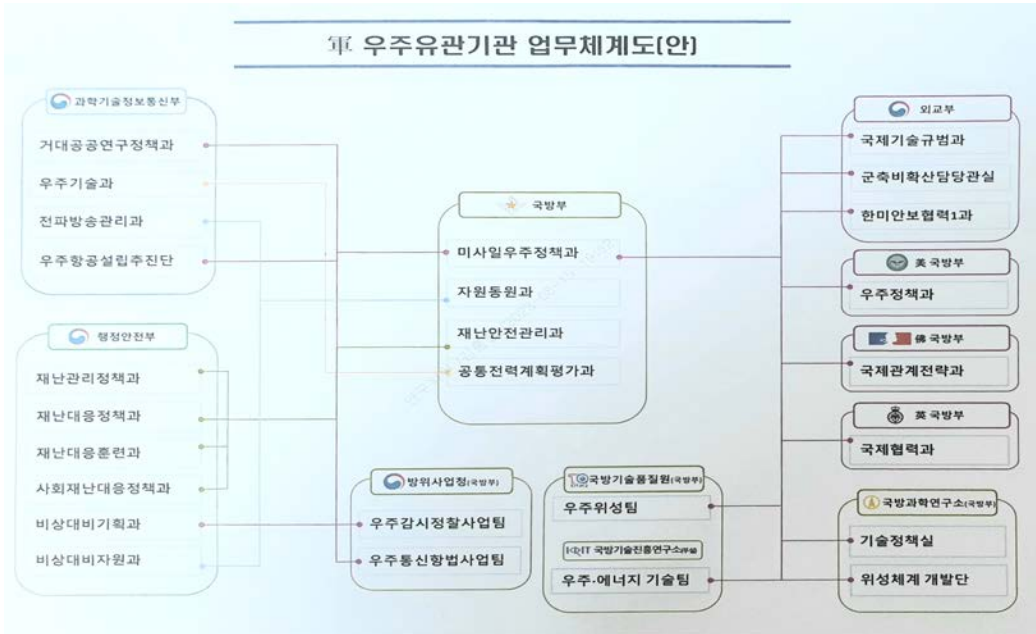 軍 우주유관기관 업무체계도(안)
과학기술정보통신부
거대공공연구정책과
우주기술과
전파방송관리과
우주항공설립추진단
행정안전부
재난관리정책과
재난대응정책과
재난대응훈련과
사회재난대응정책과
비상대비기획과
비상대비자원과
국방부
미사일우주정책과
자원동원과
재난안전관리과
공통전력계획평가과
방위사업청(국방부)
우주감시정찰사업팀
우주통신항법사업팀
국방기술품질원(국방부)
우주위성팀
국방기술진흥연구소(부설)
우주·에너지 기술팀
외교부
국제기술규범과
군축비확산담당관실
한미안보협력1과
美 국방부
우주정책과
佛 국방부
국제관계전략과
英 국방부
국제협력과
국방과학연구소(국방부)
기술정책실
위성체계 개발단